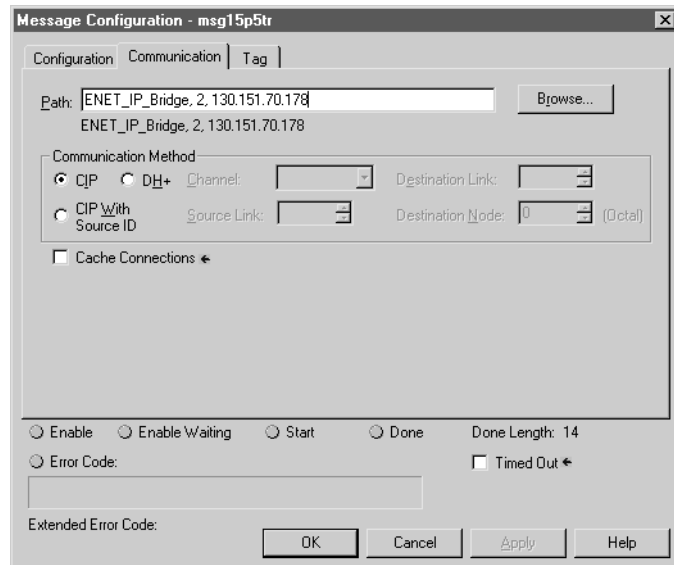 Message Configuration - msg15p5tr
Configuration Communication Tag
Path: ENET_IP_Bridge, 2, 130.151.70.178 Browse...
ENET_IP_Bridge, 2, 130.151.70.178
Communication Method
CIP DH+ Channel: Destination Link:
CIP With
Source ID Source Link: Destination Node: 0 (Octal)
Cache Connections
Enable Enable Waiting Start Done Done Length: 14
Error Code: Timed Out
Extended Error Code:
OK Cancel Apply Help